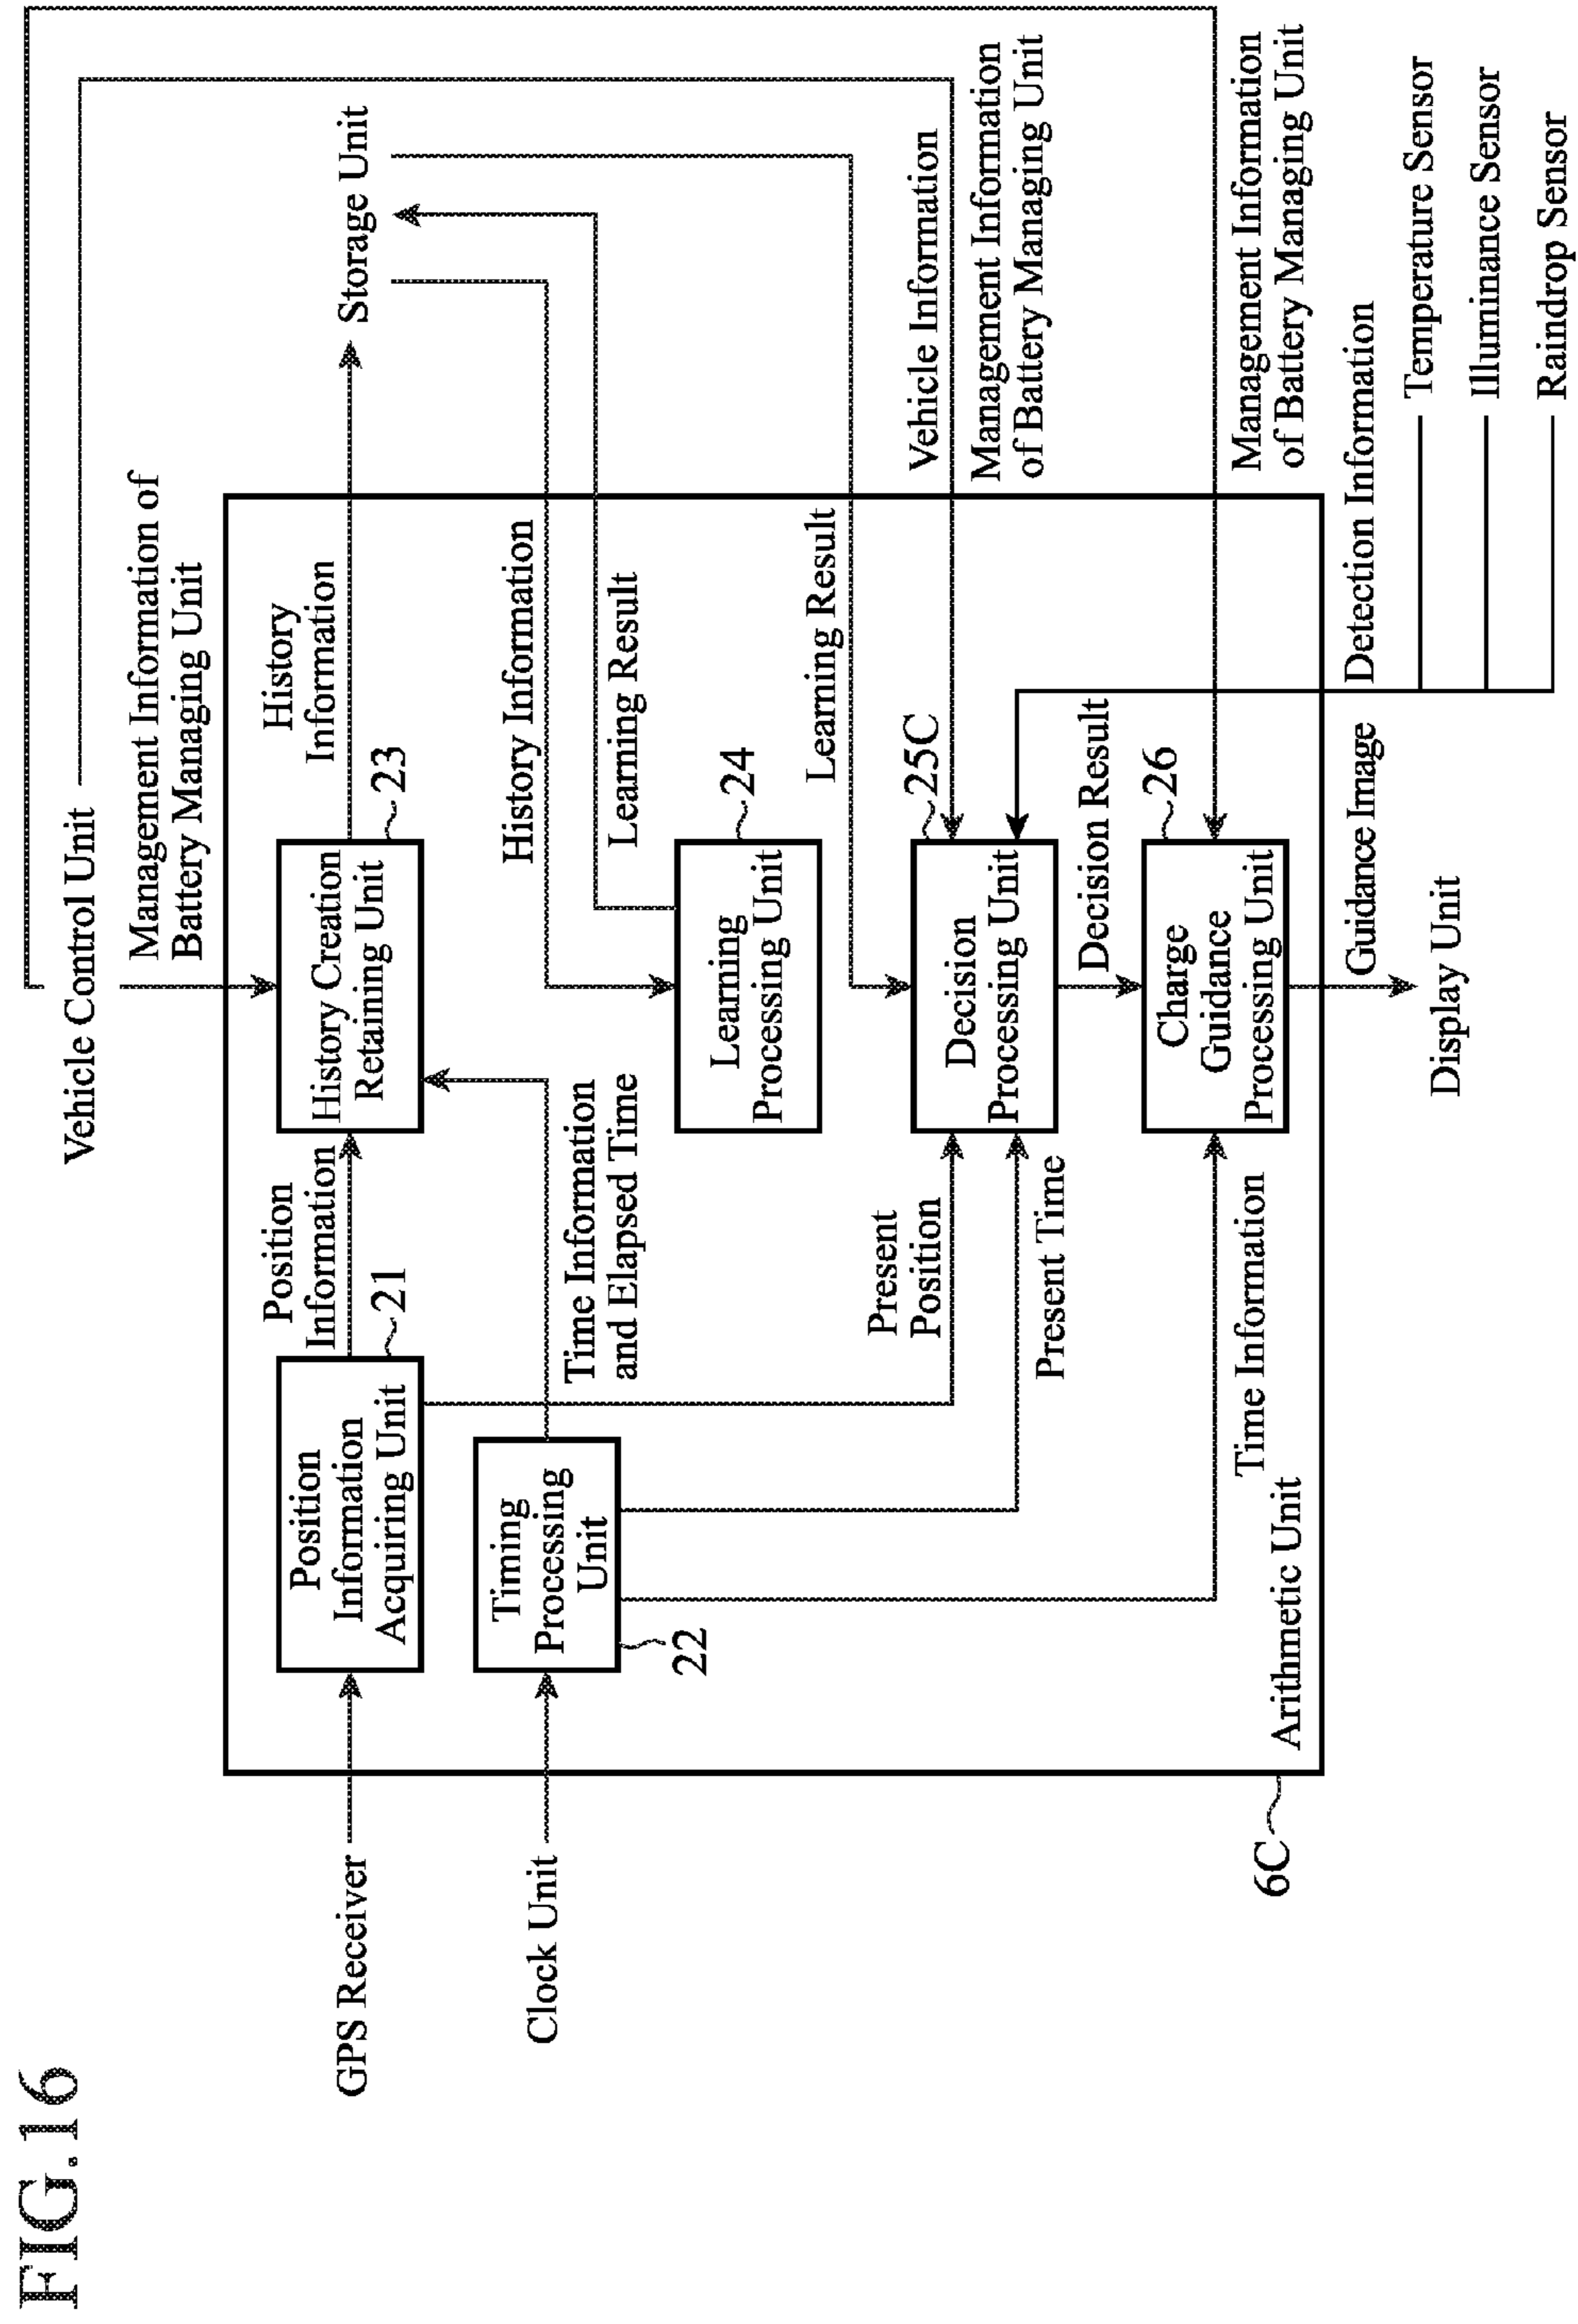 FIG.16
Vehicle Control Unit
Management Information of
Battery Managing Unit
GPS Receiver
Position
Information
Acquiring Unit
21
Position
Information
History Creation
Retaining Unit
23
History
Information
Storage Unit
Clock Unit
Timing
Processing
Unit
22
Time Information
and Elapsed Time
History Information
Learning Result
Learning
Processing Unit
24
Learning Result
Present
Position
Present Time
Decision
Processing Unit
25C
Vehicle Information
Management Information
of Battery Managing Unit
Decision Result
Time Information
Charge
Guidance
Processing Unit
26
Management Information
of Battery Managing Unit
Arithmetic Unit
6C
Guidance Image
Display Unit
Detection Information
Temperature Sensor
Illuminance Sensor
Raindrop Sensor